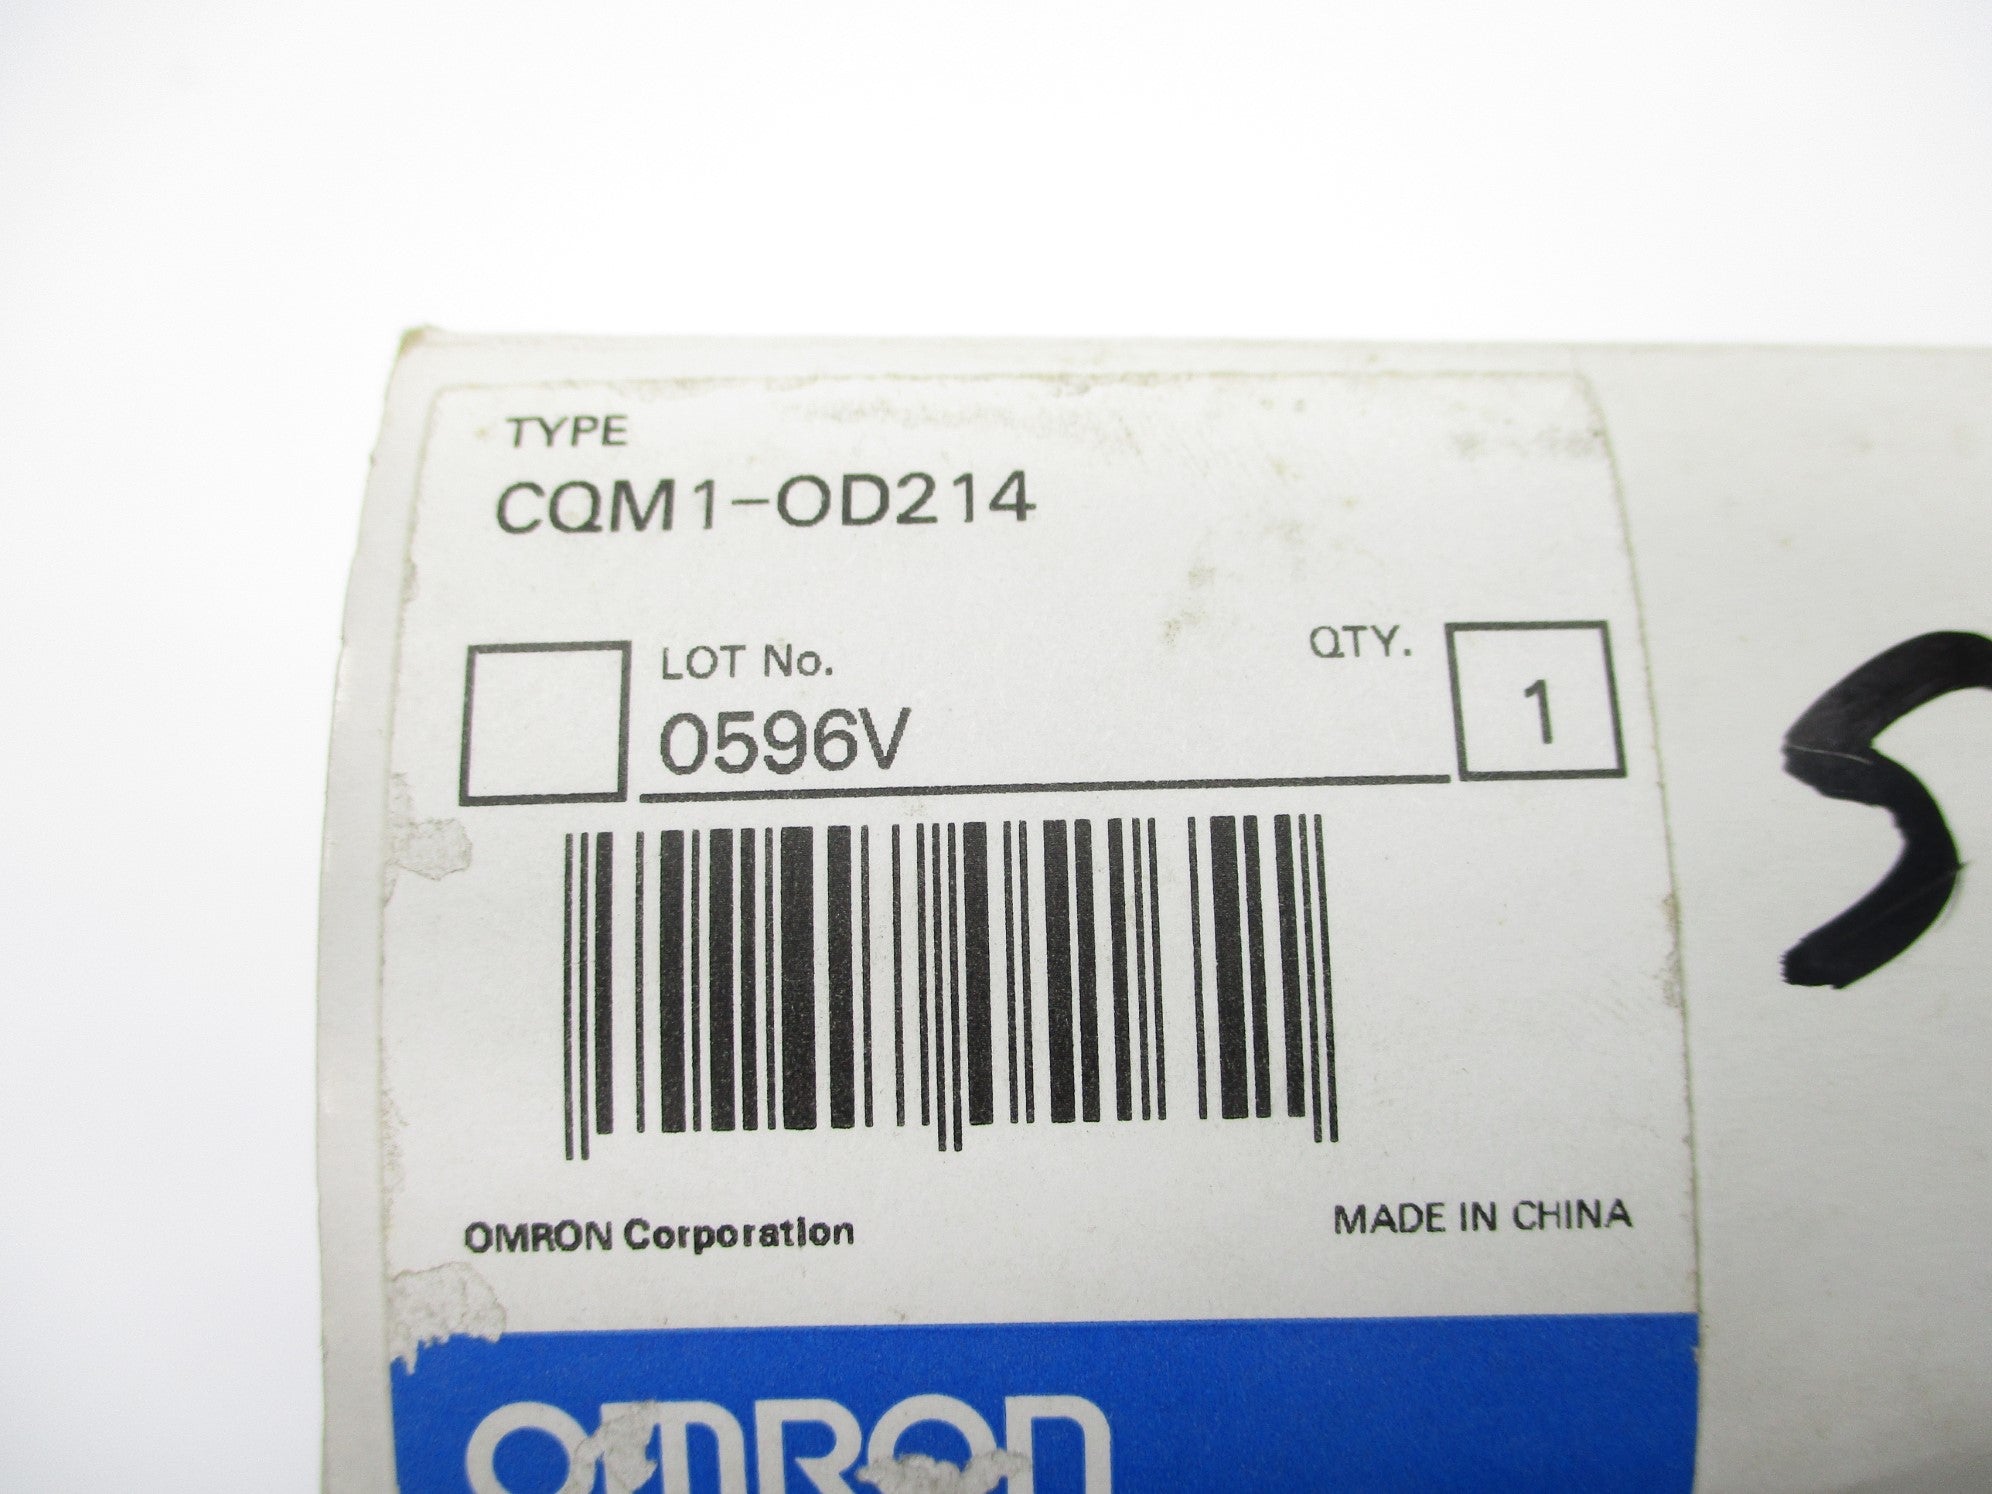 TYPE
CQM1-OD214
LOT No.
0596V
QTY.
1
OMRON Corporation
MADE IN CHINA
OMRON